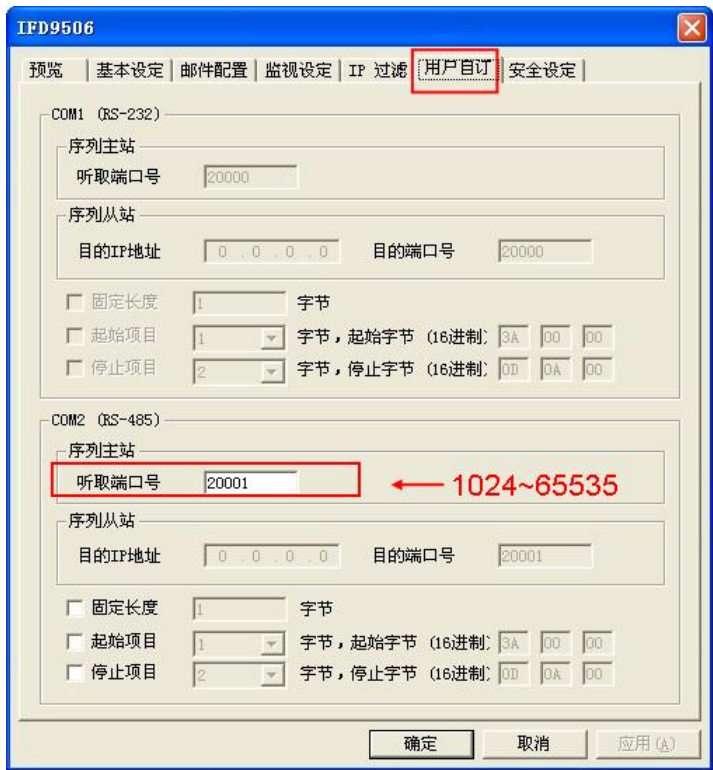 IFD9506
预览 基本设定 邮件配置 监视设定 IP 过滤 用户自订 安全设定
COM1 (RS-232)
序列主站
听取端口号 20000
序列从站
目的IP地址 0 . 0 . 0 . 0 目的端口号 20000
固定长度 1 字节
起始项目 1 字节，起始字节 (16进制) 3A 00 00
停止项目 2 字节，停止字节 (16进制) 0D 0A 00
COM2 (RS-485)
序列主站
听取端口号 20001 1024~65535
序列从站
目的IP地址 0 . 0 . 0 . 0 目的端口号 20001
固定长度 1 字节
起始项目 1 字节，起始字节 (16进制) 3A 00 00
停止项目 2 字节，停止字节 (16进制) 0D 0A 00
确定 取消 应用(A)